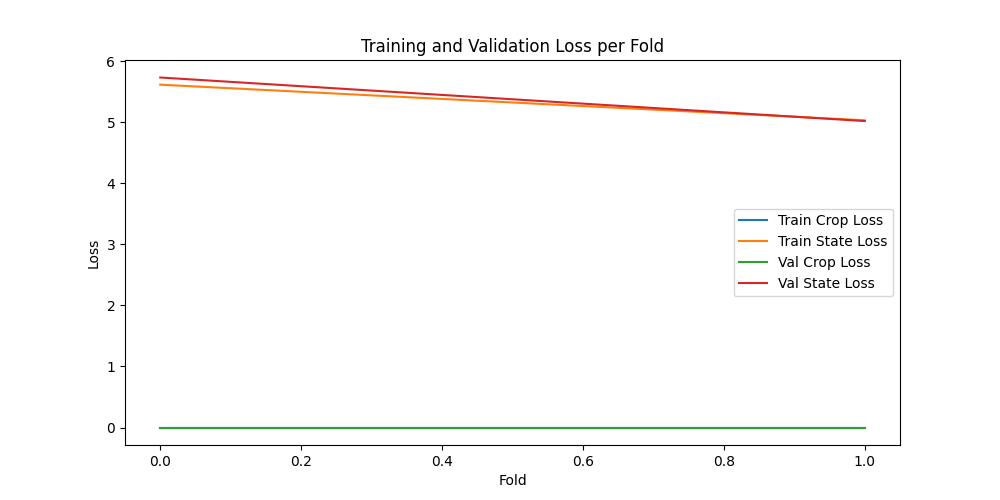 Training and Validation Loss per Fold
Loss
6
5
4
3
2
1
0
Train Crop Loss
Train State Loss
Val Crop Loss
Val State Loss
0.0 0.2 0.4 0.6 0.8 1.0
Fold